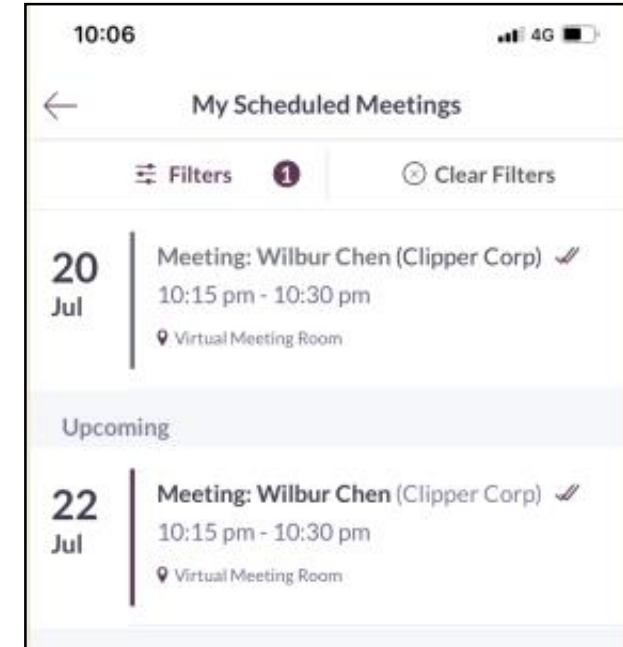 10:06 4G
My Scheduled Meetings
Filters 1 Clear Filters
20 Jul
Meeting: Wilbur Chen (Clipper Corp)
10:15 pm - 10:30 pm
Virtual Meeting Room
Upcoming
22 Jul
Meeting: Wilbur Chen (Clipper Corp)
10:15 pm - 10:30 pm
Virtual Meeting Room